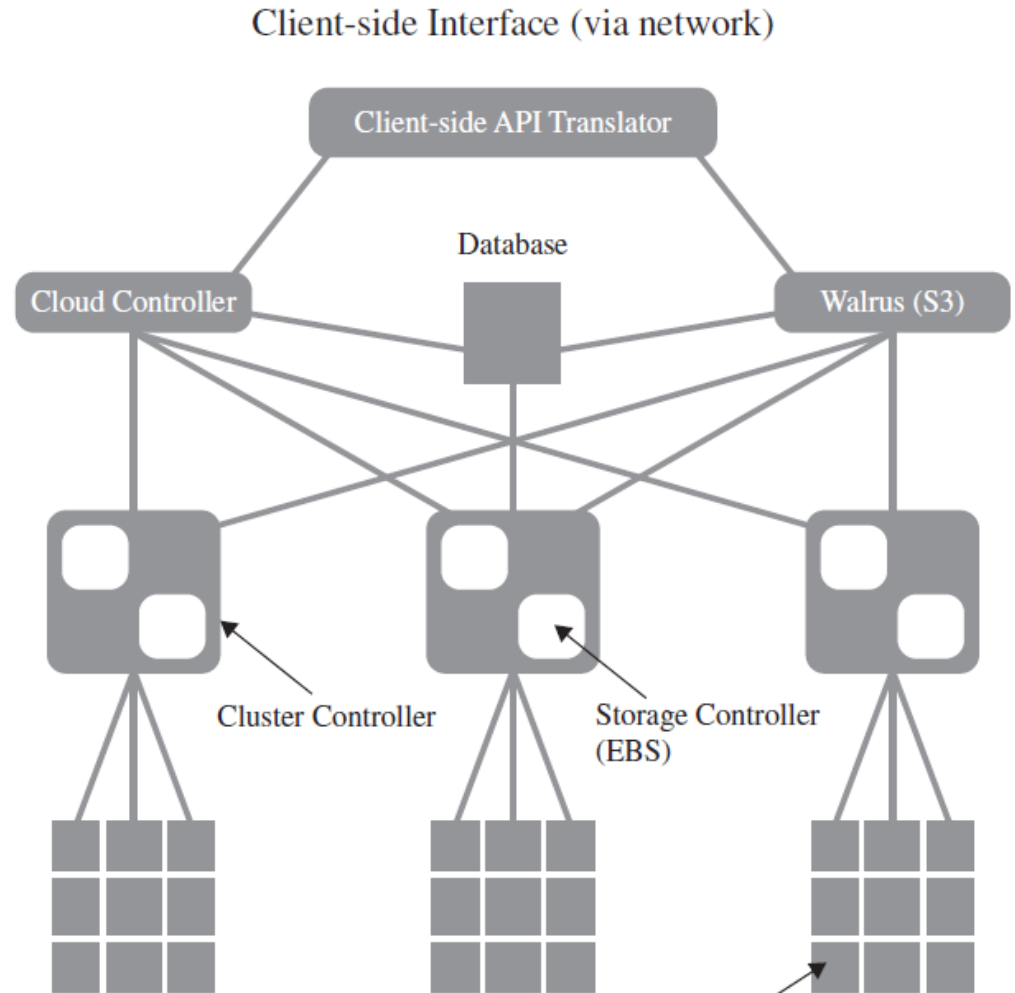 Client-side Interface (via network)
Client-side API Translator
Database
Cloud Controller
Walrus (S3)
Cluster Controller
Storage Controller
(EBS)